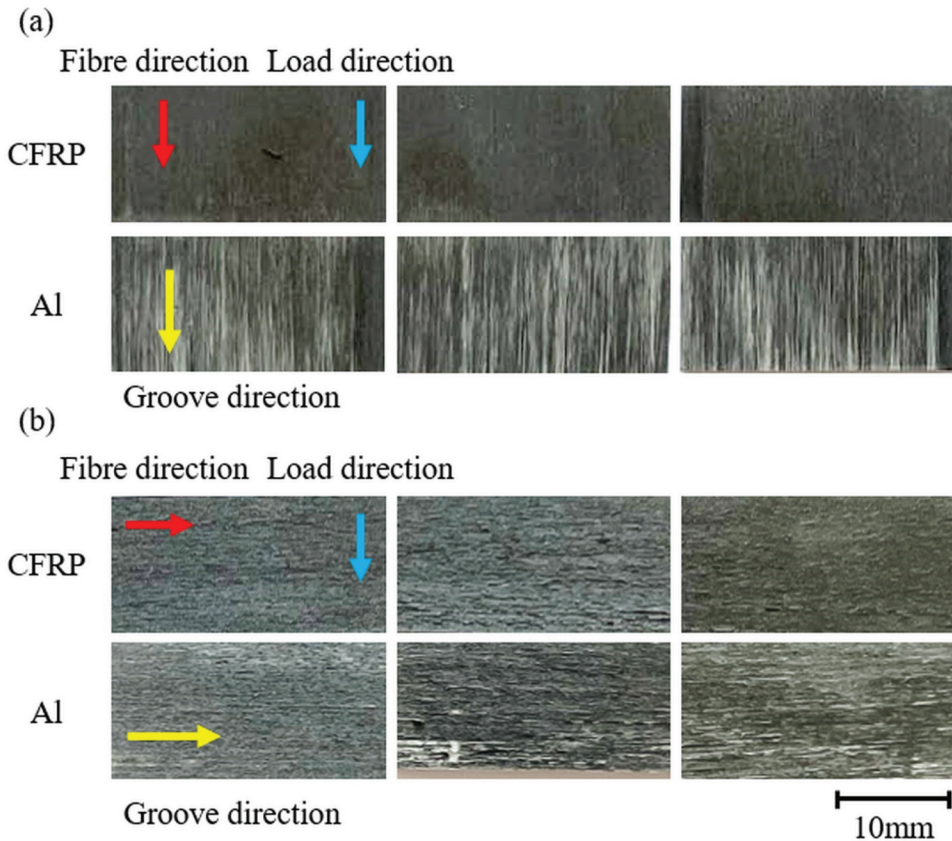 (a)
Fibre direction Load direction
CFRP
Al
Groove direction
(b)
Fibre direction Load direction
CFRP
Al
Groove direction
10mm